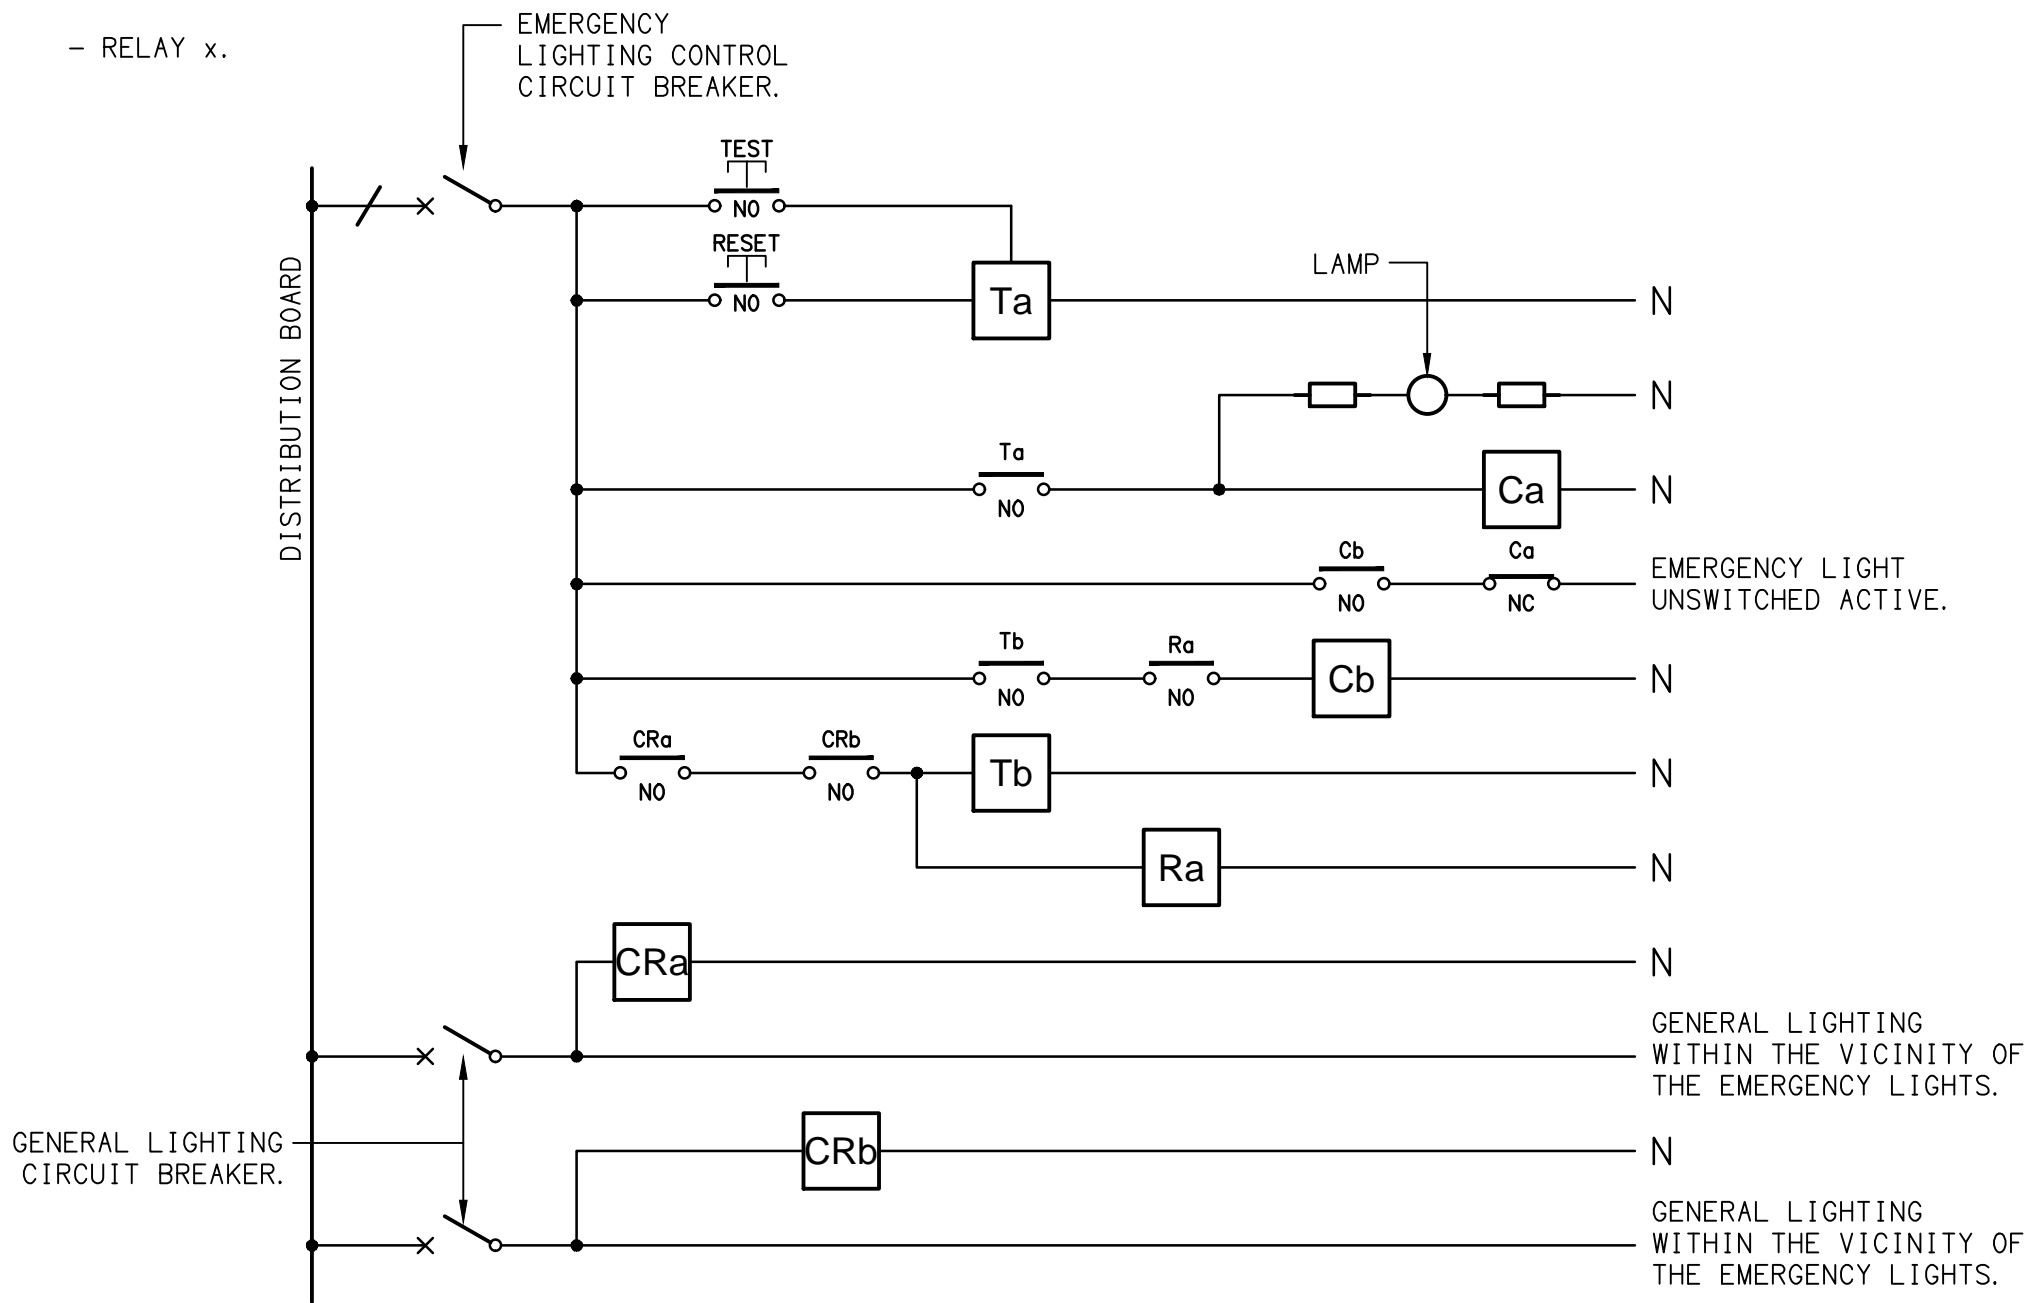 - RELAY x.
EMERGENCY
LIGHTING CONTROL
CIRCUIT BREAKER.
TEST
NO
RESET
NO
Ta
N
LAMP
N
DISTRIBUTION BOARD
Ta
NO
Ca
N
Cb
NO
Ca
NC
EMERGENCY LIGHT
UNSWITCHED ACTIVE.
Tb
NO
Ra
NO
Cb
N
CRa
NO
CRb
NO
Tb
N
Ra
N
CRa
N
GENERAL LIGHTING
WITHIN THE VICINITY OF
THE EMERGENCY LIGHTS.
GENERAL LIGHTING
CIRCUIT BREAKER.
CRb
N
GENERAL LIGHTING
WITHIN THE VICINITY OF
THE EMERGENCY LIGHTS.